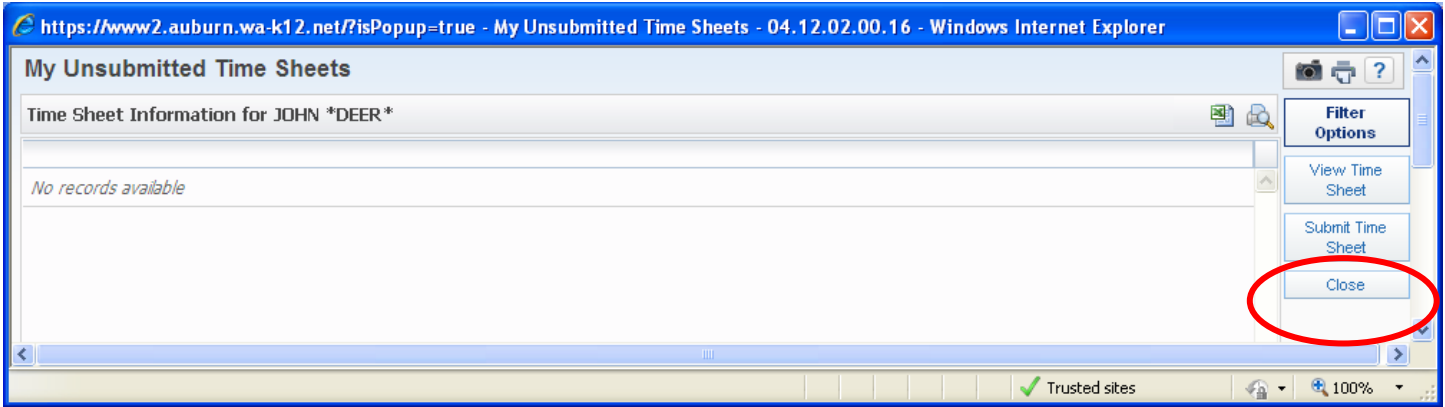 https://www2.auburn.wa-k12.net/?isPopup=true - My Unsubmitted Time Sheets - 04.12.02.00.16 - Windows Internet Explorer
My Unsubmitted Time Sheets
?
Time Sheet Information for JOHN *DEER*
Filter
Options
No records available
View Time
Sheet
Submit Time
Sheet
Close
Trusted sites
100%